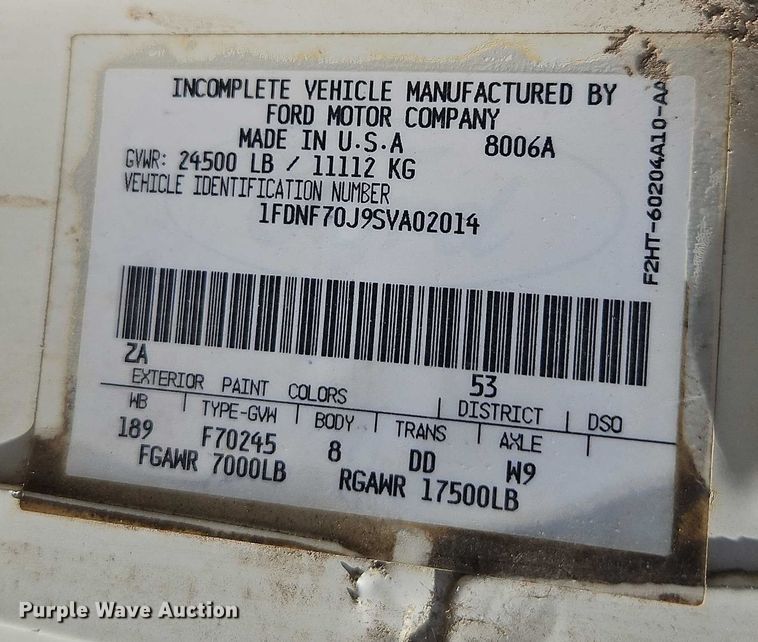 INCOMPLETE VEHICLE MANUFACTURED BY
FORD MOTOR COMPANY
MADE IN U.S.A 8006A
GVWR: 24500 LB / 11112 KG
VEHICLE IDENTIFICATION NUMBER
1FDNF70J9SVA02014
F2HT-60204A10-AA
ZA 53
EXTERIOR PAINT COLORS DISTRICT DSO
WB TYPE-GVW BODY TRANS AXLE
189 F70245 8 DD W9
FGAWR 7000LB RGAWR 17500LB
Purple Wave Auction